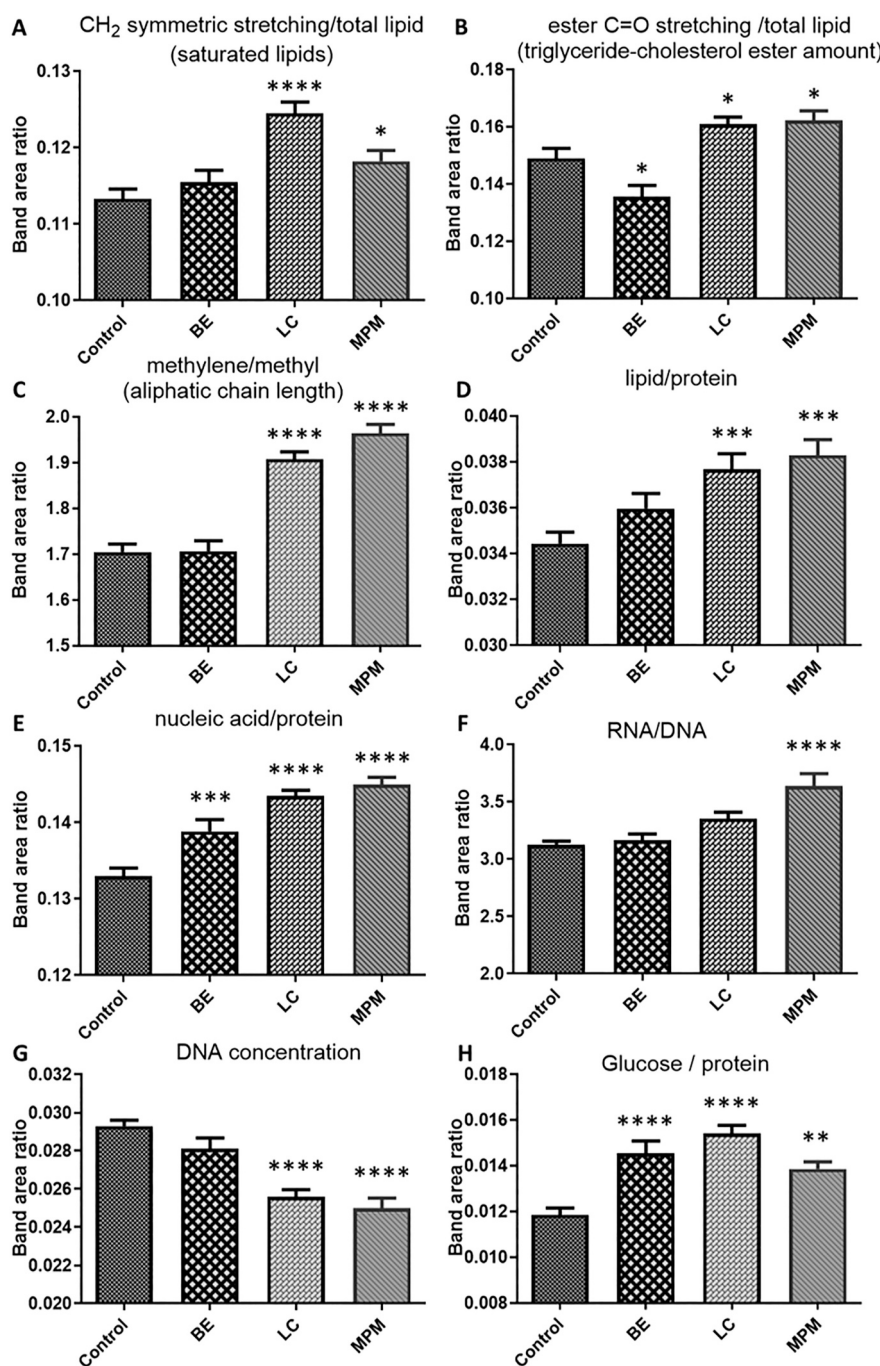 A
CH₂ symmetric stretching/total lipid
(saturated lipids)
Band area ratio
0.13
0.12
0.11
0.10
****
*
Control
BE
LC
MPM
B
ester C=O stretching /total lipid
(triglyceride-cholesterol ester amount)
Band area ratio
0.18
0.16
0.14
0.12
0.10
*
*
*
Control
BE
LC
MPM
C
methylene/methyl
(aliphatic chain length)
Band area ratio
2.0
1.9
1.8
1.7
1.6
1.5
****
****
Control
BE
LC
MPM
D
lipid/protein
Band area ratio
0.040
0.038
0.036
0.034
0.032
0.030
***
***
Control
BE
LC
MPM
E
nucleic acid/protein
Band area ratio
0.15
0.14
0.13
0.12
***
****
****
Control
BE
LC
MPM
F
RNA/DNA
Band area ratio
4.0
3.5
3.0
2.5
2.0
****
Control
BE
LC
MPM
G
DNA concentration
Band area ratio
0.032
0.030
0.028
0.026
0.024
0.022
0.020
****
****
Control
BE
LC
MPM
H
Glucose / protein
Band area ratio
0.018
0.016
0.014
0.012
0.010
0.008
****
****
**
Control
BE
LC
MPM